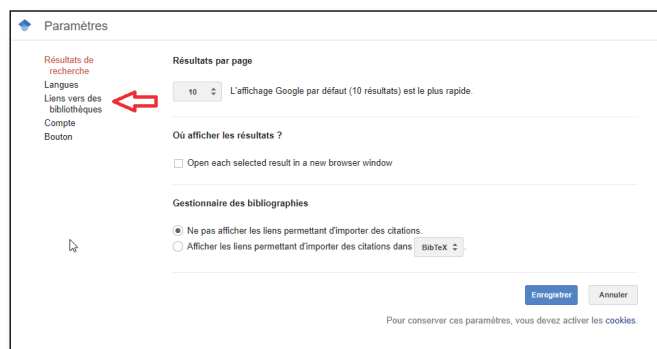 Paramètres
Résultats de
recherche
Langues
Liens vers des
bibliothèques
Compte
Bouton
Résultats par page
10 L'affichage Google par défaut (10 résultats) est le plus rapide.
Où afficher les résultats ?
Open each selected result in a new browser window
Gestionnaire des bibliographies
Ne pas afficher les liens permettant d'importer des citations.
Afficher les liens permettant d'importer des citations dans BibTeX .
Enregistrer Annuler
Pour conserver ces paramètres, vous devez activer les cookies.